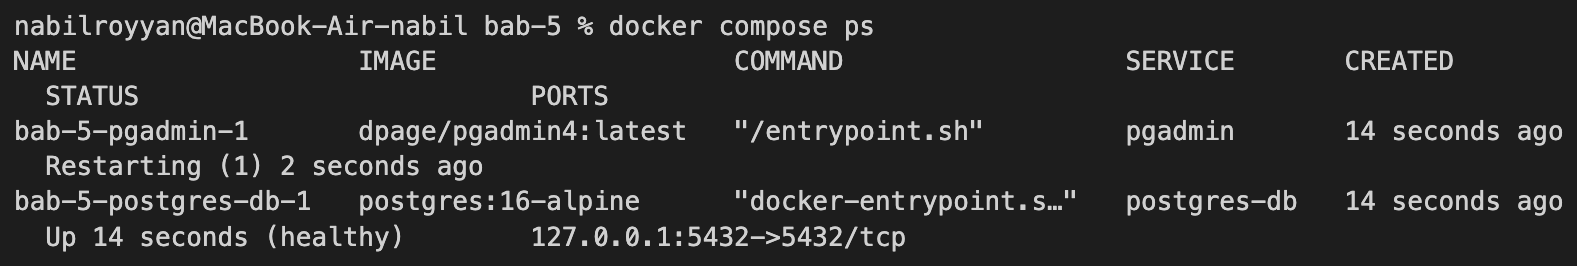 nabilroyyan@MacBook-Air-nabil bab-5 % docker compose ps
NAME                  IMAGE                   COMMAND                  SERVICE       CREATED
  STATUS                         PORTS
bab-5-pgadmin-1       dpage/pgadmin4:latest   "/entrypoint.sh"         pgadmin       14 seconds ago
  Restarting (1) 2 seconds ago
bab-5-postgres-db-1   postgres:16-alpine      "docker-entrypoint.s…"   postgres-db   14 seconds ago
  Up 14 seconds (healthy)        127.0.0.1:5432->5432/tcp